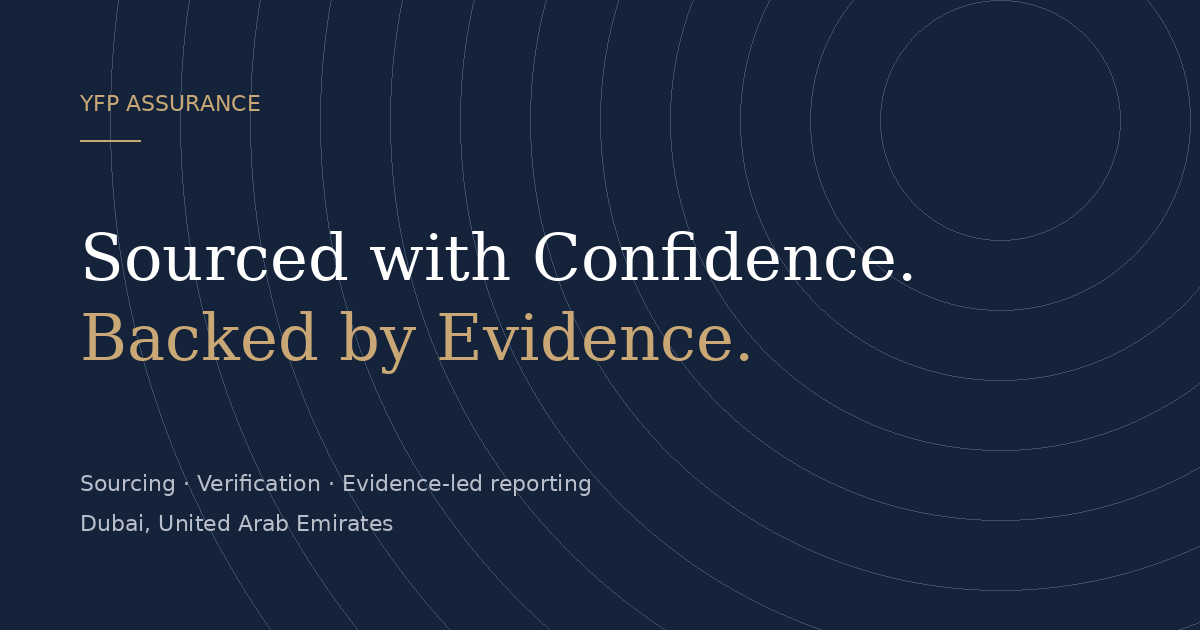 YFP ASSURANCE
Sourced with Confidence.
Backed by Evidence.
Sourcing · Verification · Evidence-led reporting
Dubai, United Arab Emirates